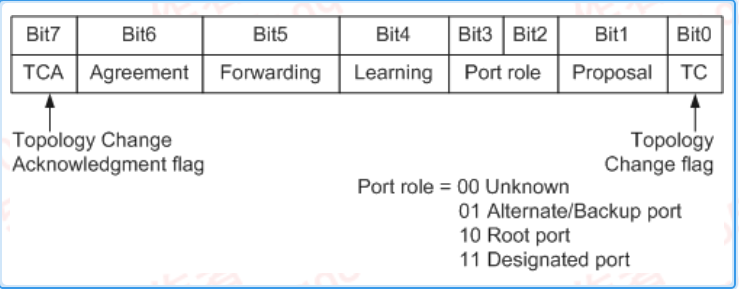 Bit7 Bit6 Bit5 Bit4 Bit3 Bit2 Bit1 Bit0
TCA Agreement Forwarding Learning Port role Proposal TC
Topology Change
Acknowledgment flag
Topology
Change flag
Port role = 00 Unknown
01 Alternate/Backup port
10 Root port
11 Designated port